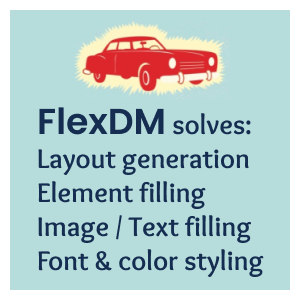 FlexDM solves:
Layout generation
Element filling
Image / Text filling
Font & color styling